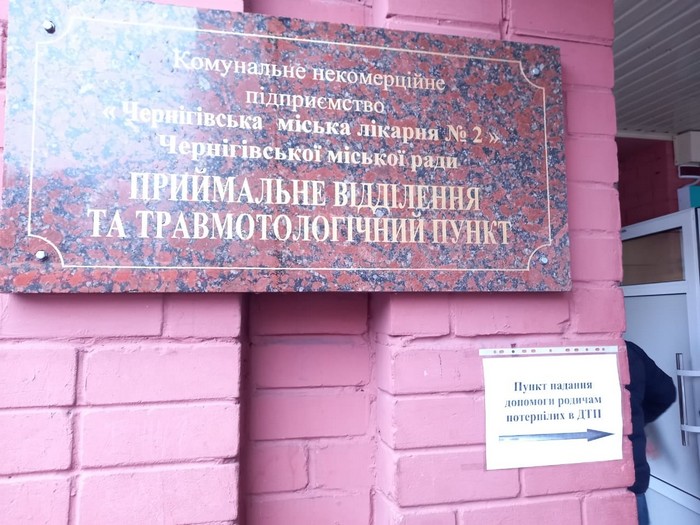 Комунальне некомерційне
підприємство
« Чернігівська міська лікарня № 2 »
Чернігівської міської ради
ПРИЙМАЛЬНЕ ВІДДІЛЕННЯ
ТА ТРАВМОТОЛОГІЧНИЙ ПУНКТ
Пункт надання
допомоги родичам
потерпілих в ДТП